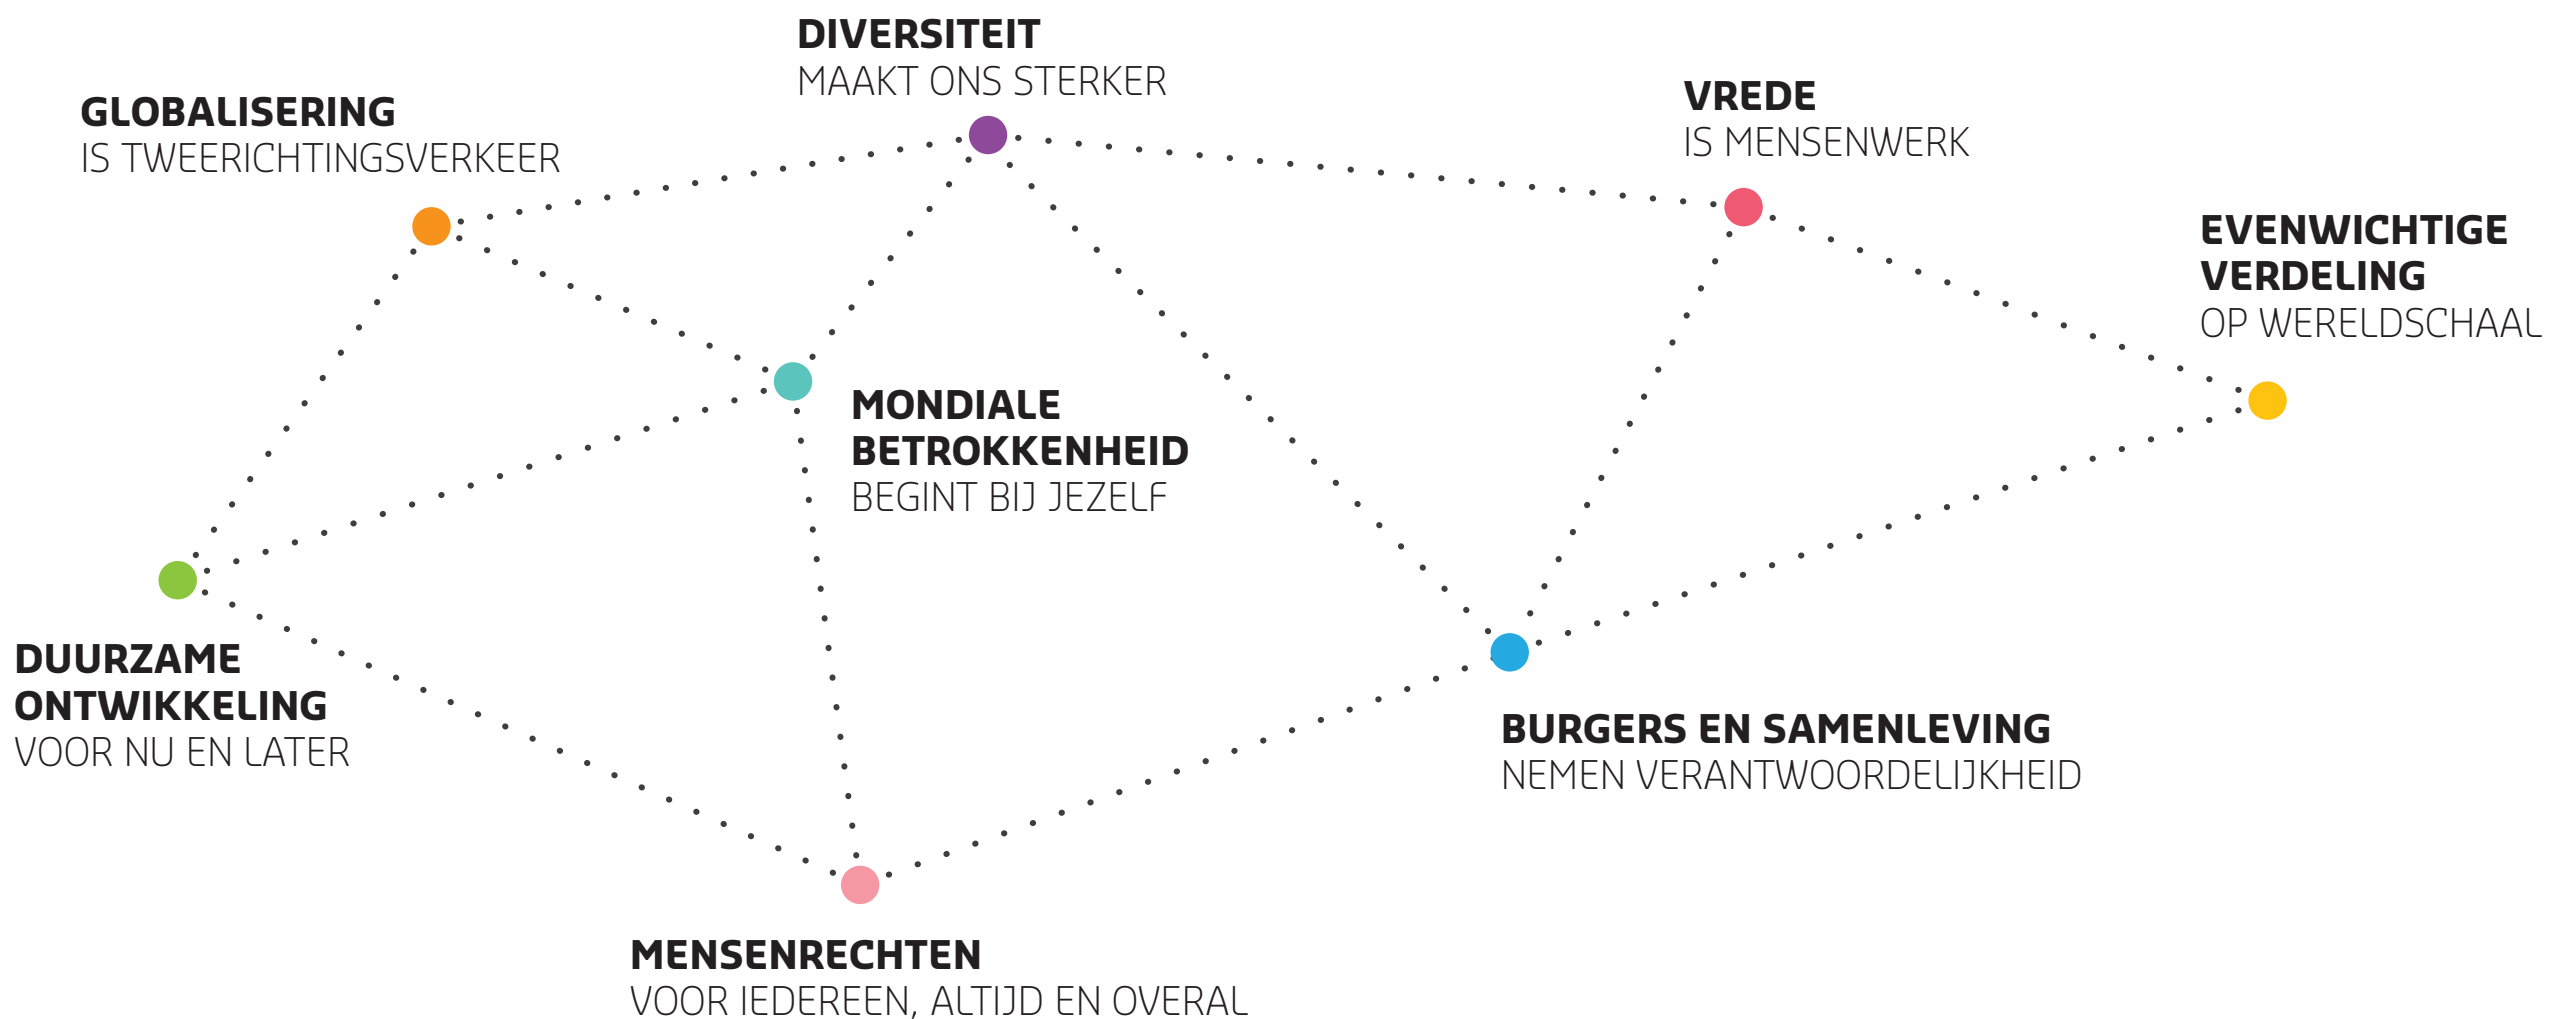 DIVERSITEIT
MAAKT ONS STERKER
GLOBALISERING
IS TWEERICHTINGSVERKEER
VREDE
IS MENSENWERK
EVENWICHTIGE
VERDELING
OP WERELDSCHAAL
MONDIALE
BETROKKENHEID
BEGINT BIJ JEZELF
DUURZAME
ONTWIKKELING
VOOR NU EN LATER
BURGERS EN SAMENLEVING
NEMEN VERANTWOORDELIJKHEID
MENSENRECHTEN
VOOR IEDEREEN, ALTIJD EN OVERAL